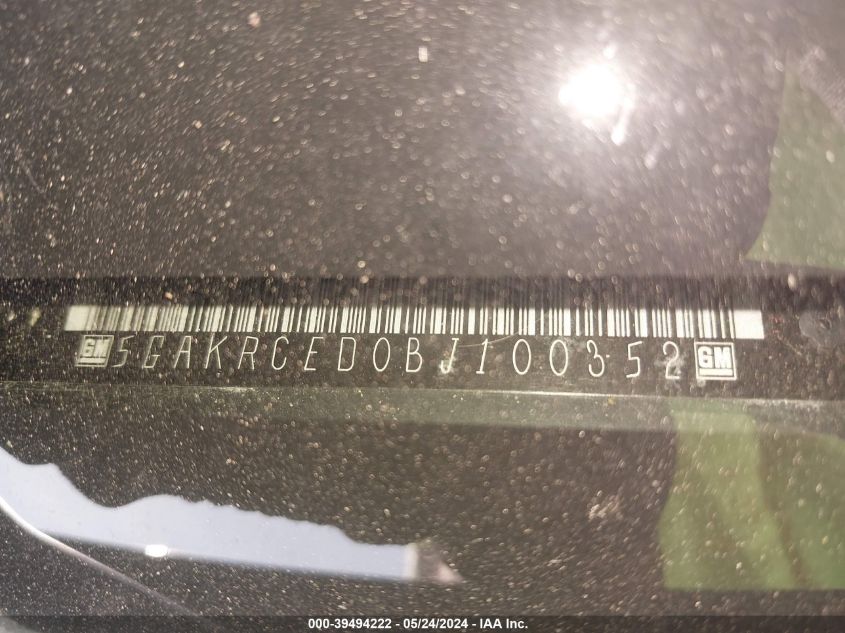 GM 5GAKRCED0BJ100352 GM
000-39494222 - 05/24/2024 - IAA Inc.